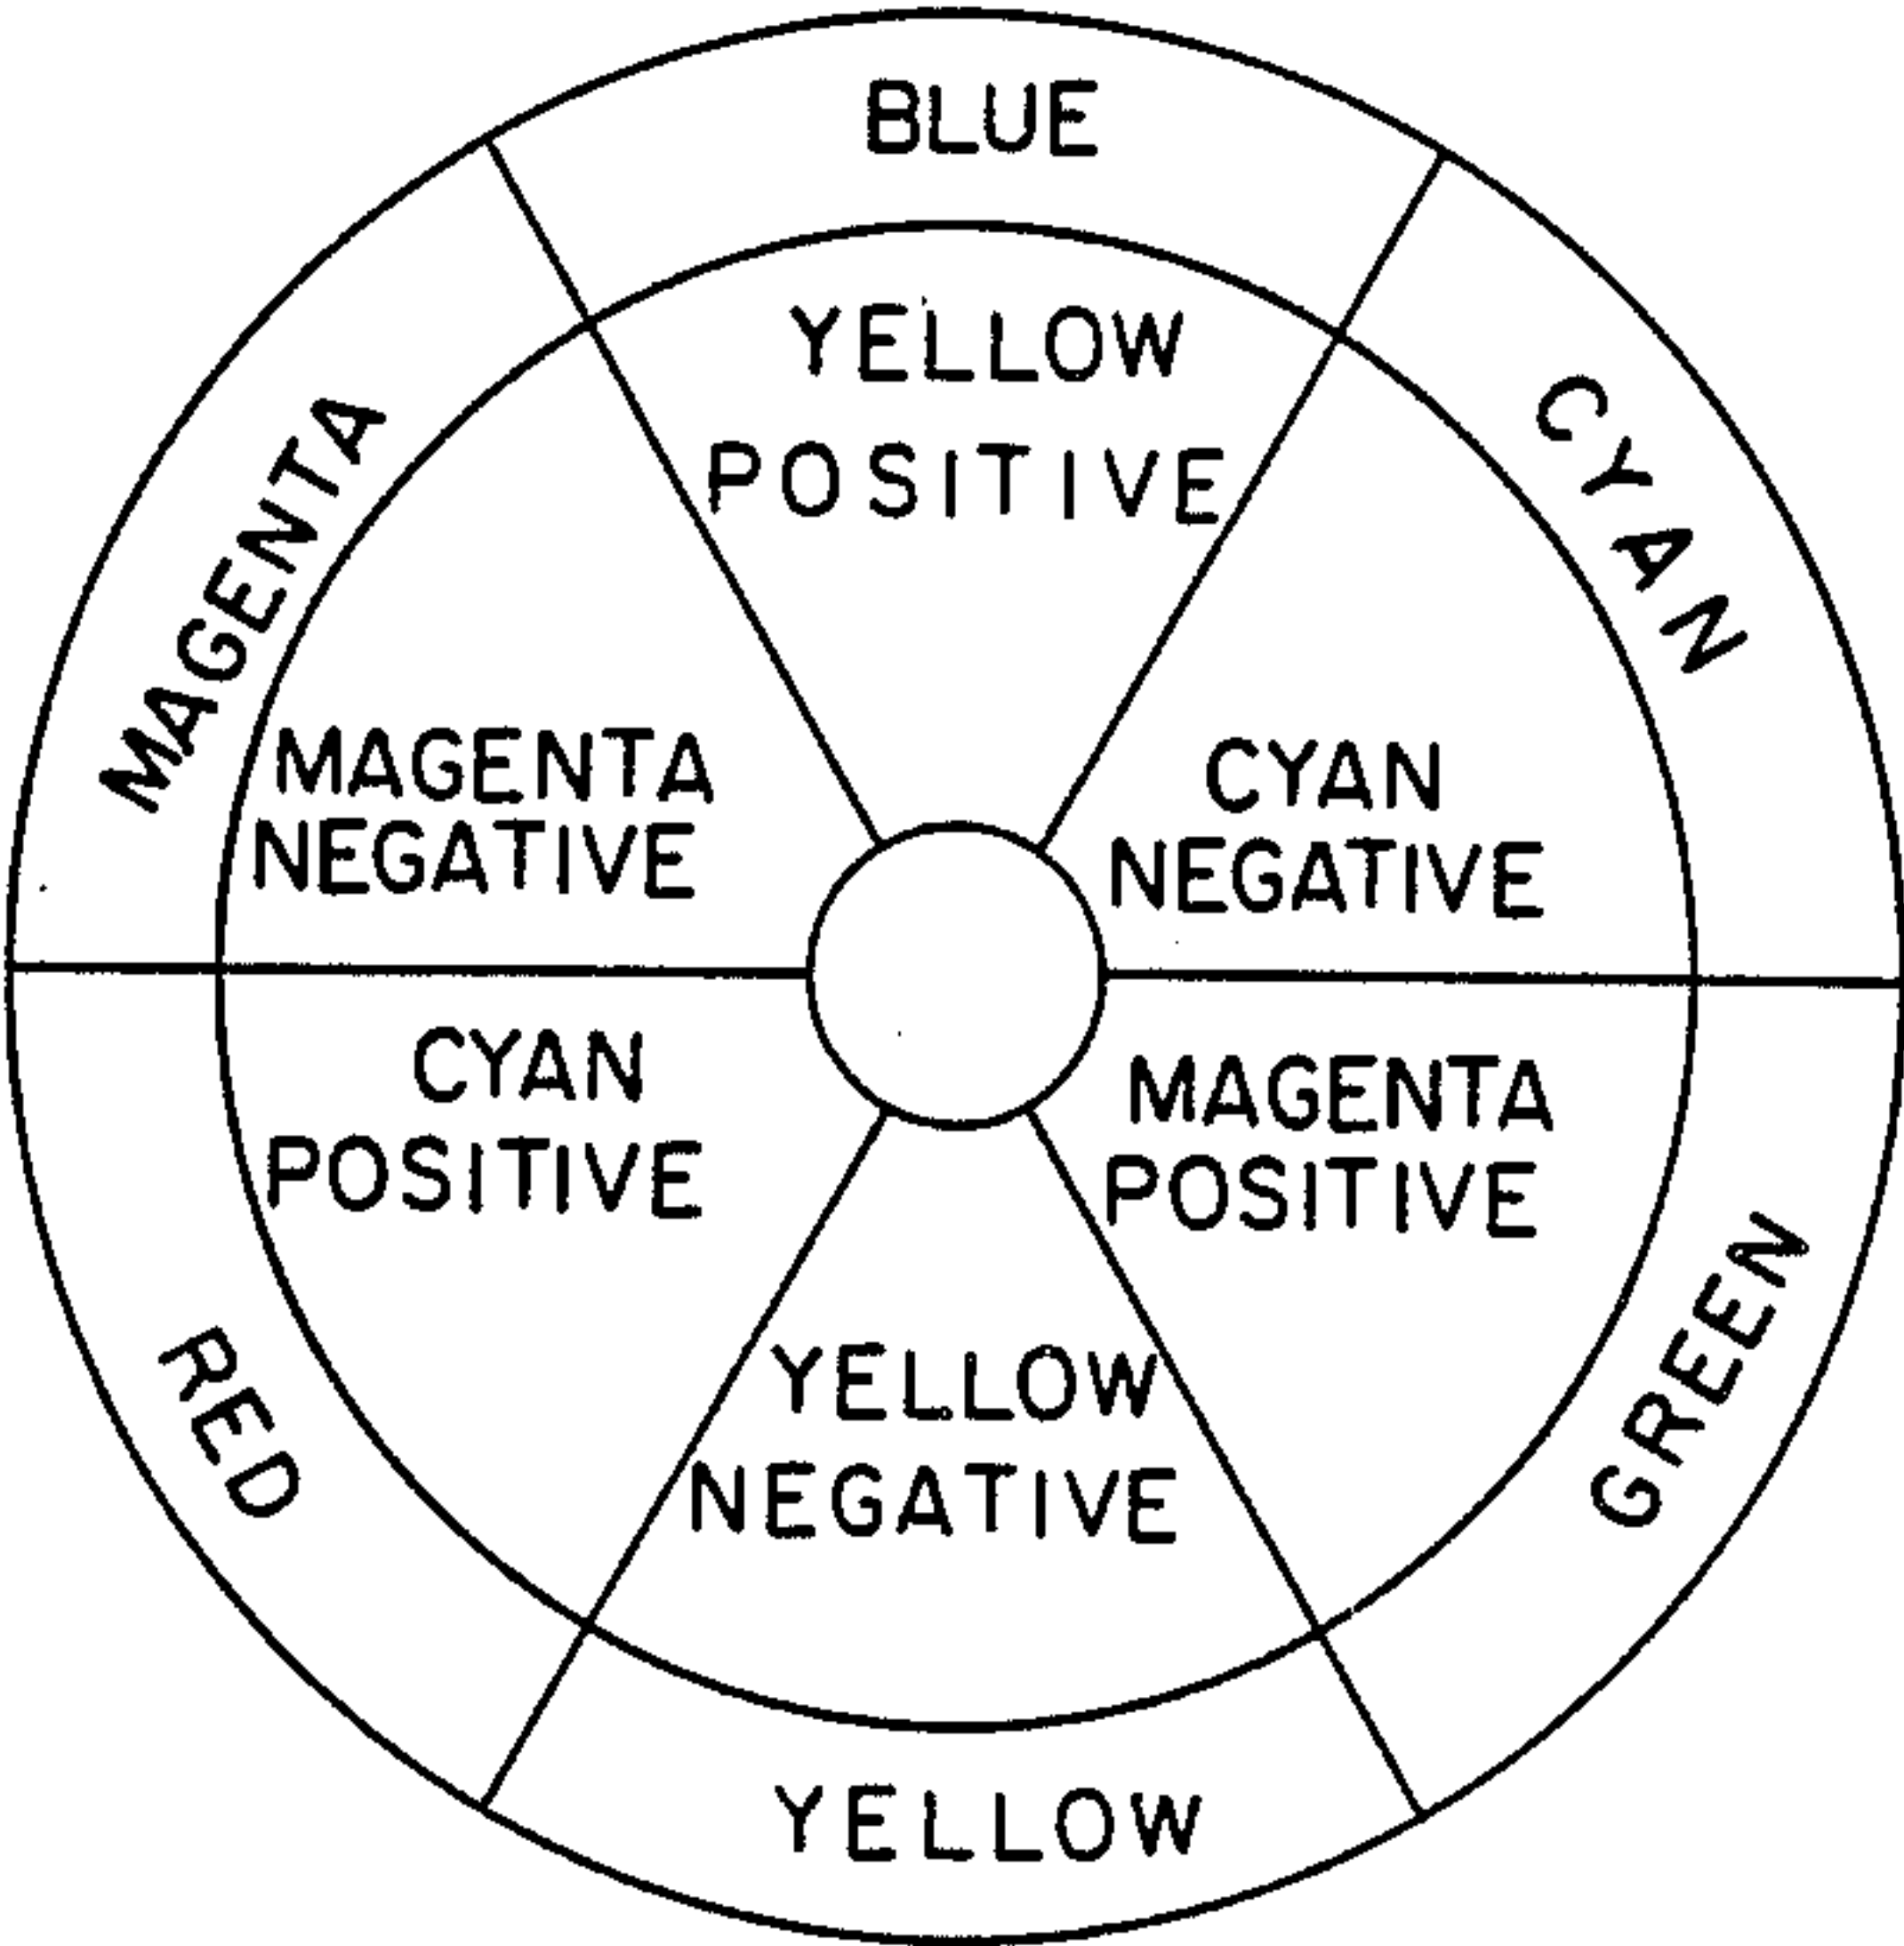 BLUE
YELLOW
POSITIVE
CYAN
CYAN
NEGATIVE
GREEN
MAGENTA
POSITIVE
YELLOW
YELLOW
NEGATIVE
RED
CYAN
POSITIVE
MAGENTA
MAGENTA
NEGATIVE